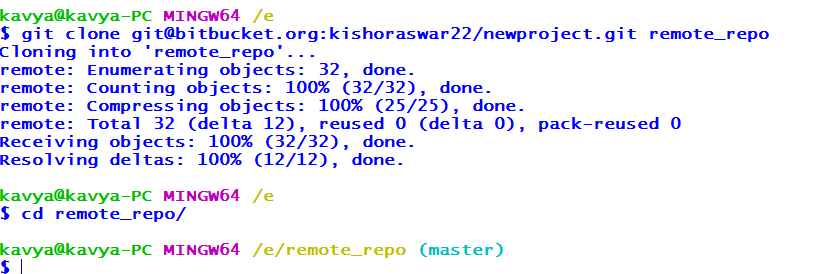 kavya@kavya-PC MINGW64 /e
$ git clone git@bitbucket.org:kishoraswar22/newproject.git remote_repo
Cloning into 'remote_repo'...
remote: Enumerating objects: 32, done.
remote: Counting objects: 100% (32/32), done.
remote: Compressing objects: 100% (25/25), done.
remote: Total 32 (delta 12), reused 0 (delta 0), pack-reused 0
Receiving objects: 100% (32/32), done.
Resolving deltas: 100% (12/12), done.
kavya@kavya-PC MINGW64 /e
$ cd remote_repo/
kavya@kavya-PC MINGW64 /e/remote_repo (master)
$